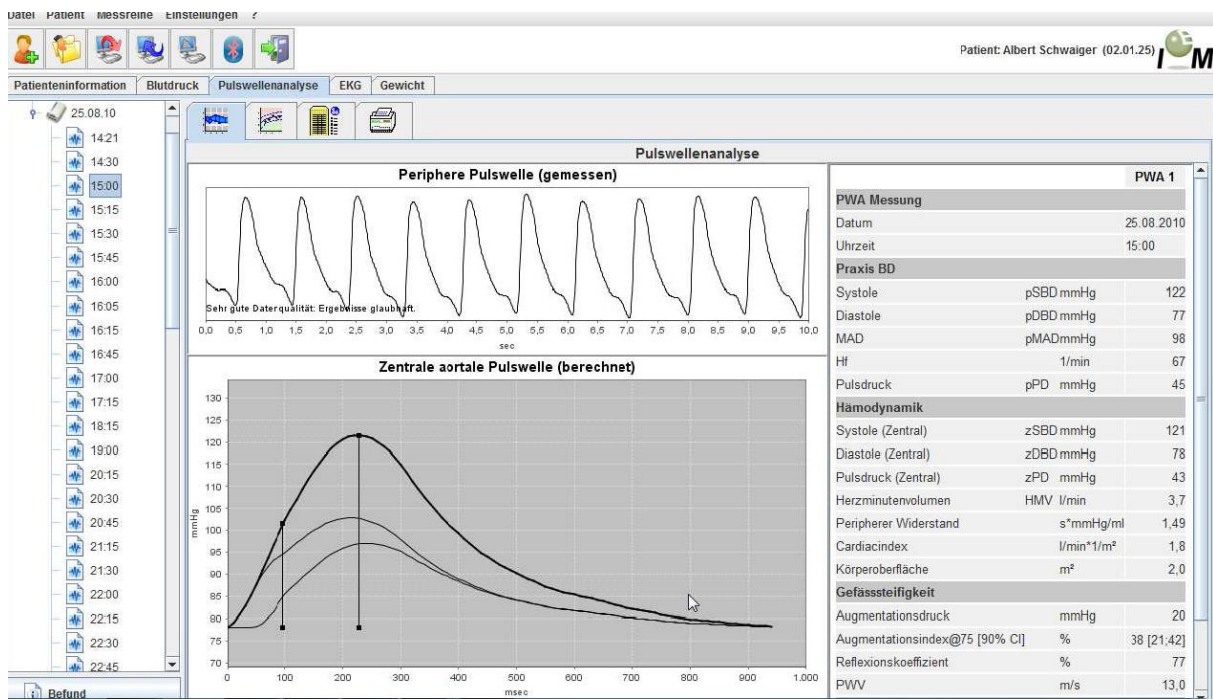 Datei Patient Messreihe Einstellungen ?
Patient: Albert Schwaiger (02.01.25)
I M
Patienteninformation Blutdruck Pulswellenanalyse EKG Gewicht
25.08.10
14:21
14:30
15:00
15:15
15:30
15:45
16:00
16:05
16:15
16:45
17:00
17:15
18:15
19:00
20:15
20:30
20:45
21:15
21:30
22:00
22:15
22:30
22:45
Befund
Pulswellenanalyse
Periphere Pulswelle (gemessen)
Sehr gute Datenqualität: Ergebnisse glaubhaft.
0,0 0,5 1,0 1,5 2,0 2,5 3,0 3,5 4,0 4,5 5,0 5,5 6,0 6,5 7,0 7,5 8,0 8,5 9,0 9,5 10,0
sec
Zentrale aortale Pulswelle (berechnet)
130
125
120
115
110
105
100
95
90
85
80
75
70
mmHg
0 100 200 300 400 500 600 700 800 900 1.000
msec
PWA 1
PWA Messung
Datum 25.08.2010
Uhrzeit 15:00
Praxis BD
Systole pSBD mmHg 122
Diastole pDBD mmHg 77
MAD pMAD mmHg 98
Hf 1/min 67
Pulsdruck pPD mmHg 45
Hämodynamik
Systole (Zentral) zSBD mmHg 121
Diastole (Zentral) zDBD mmHg 78
Pulsdruck (Zentral) zPD mmHg 43
Herzminutenvolumen HMV l/min 3,7
Peripherer Widerstand s*mmHg/ml 1,49
Cardiacindex l/min*1/m² 1,8
Körperoberfläche m² 2,0
Gefässsteifigkeit
Augmentationsdruck mmHg 20
Augmentationsindex@75 [90% CI] % 38 [21;42]
Reflexionskoeffizient % 77
PWV m/s 13,0